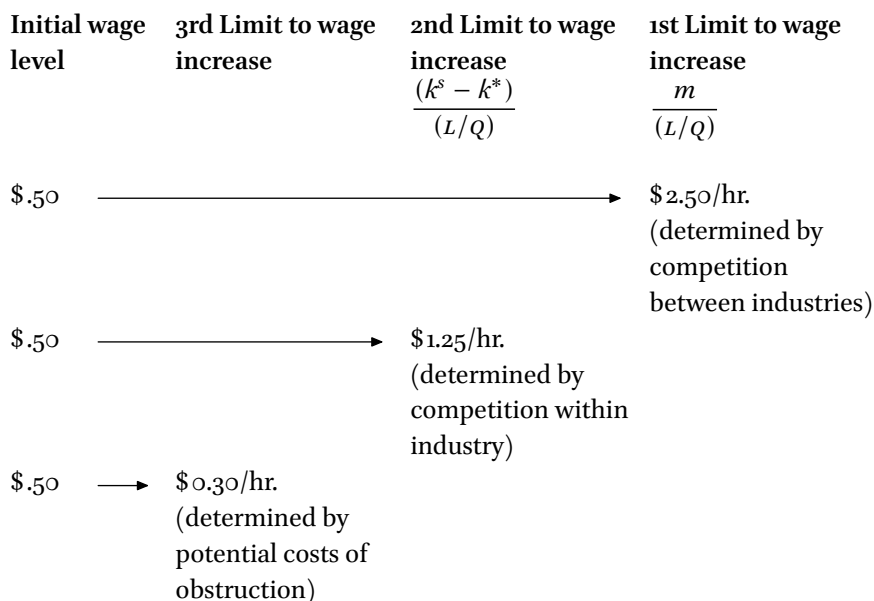 Initial wage level
3rd Limit to wage increase
2nd Limit to wage increase
(kˢ − k*)
(L/Q)
1st Limit to wage increase
m
(L/Q)
$.50
$2.50/hr.
(determined by
competition
between industries)
$.50
$1.25/hr.
(determined by
competition within
industry)
$.50
$0.30/hr.
(determined by
potential costs of
obstruction)